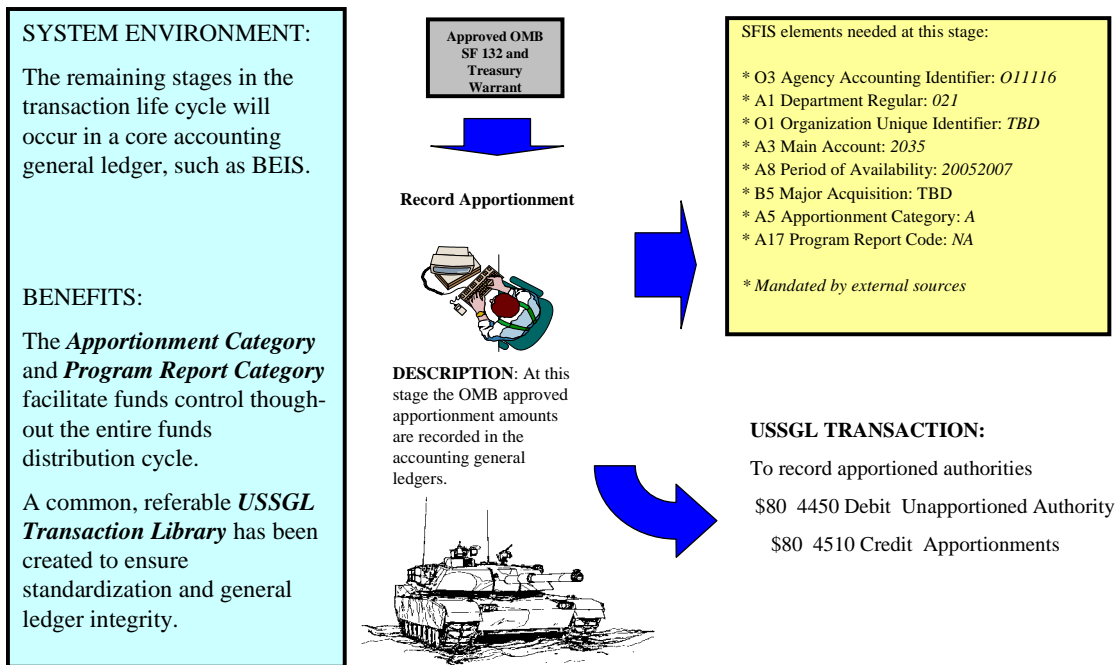 SYSTEM ENVIRONMENT:
The remaining stages in the
transaction life cycle will
occur in a core accounting
general ledger, such as BEIS.
BENEFITS:
The Apportionment Category
and Program Report Category
facilitate funds control though-
out the entire funds
distribution cycle.
A common, referable USSGL
Transaction Library has been
created to ensure
standardization and general
ledger integrity.
Approved OMB
SF 132 and
Treasury
Warrant
Record Apportionment
DESCRIPTION: At this
stage the OMB approved
apportionment amounts
are recorded in the
accounting general
ledgers.
SFIS elements needed at this stage:
* O3 Agency Accounting Identifier: O11116
* A1 Department Regular: 021
* O1 Organization Unique Identifier: TBD
* A3 Main Account: 2035
* A8 Period of Availability: 20052007
* B5 Major Acquisition: TBD
* A5 Apportionment Category: A
* A17 Program Report Code: NA
* Mandated by external sources
USSGL TRANSACTION:
To record apportioned authorities
$80 4450 Debit Unapportioned Authority
$80 4510 Credit Apportionments